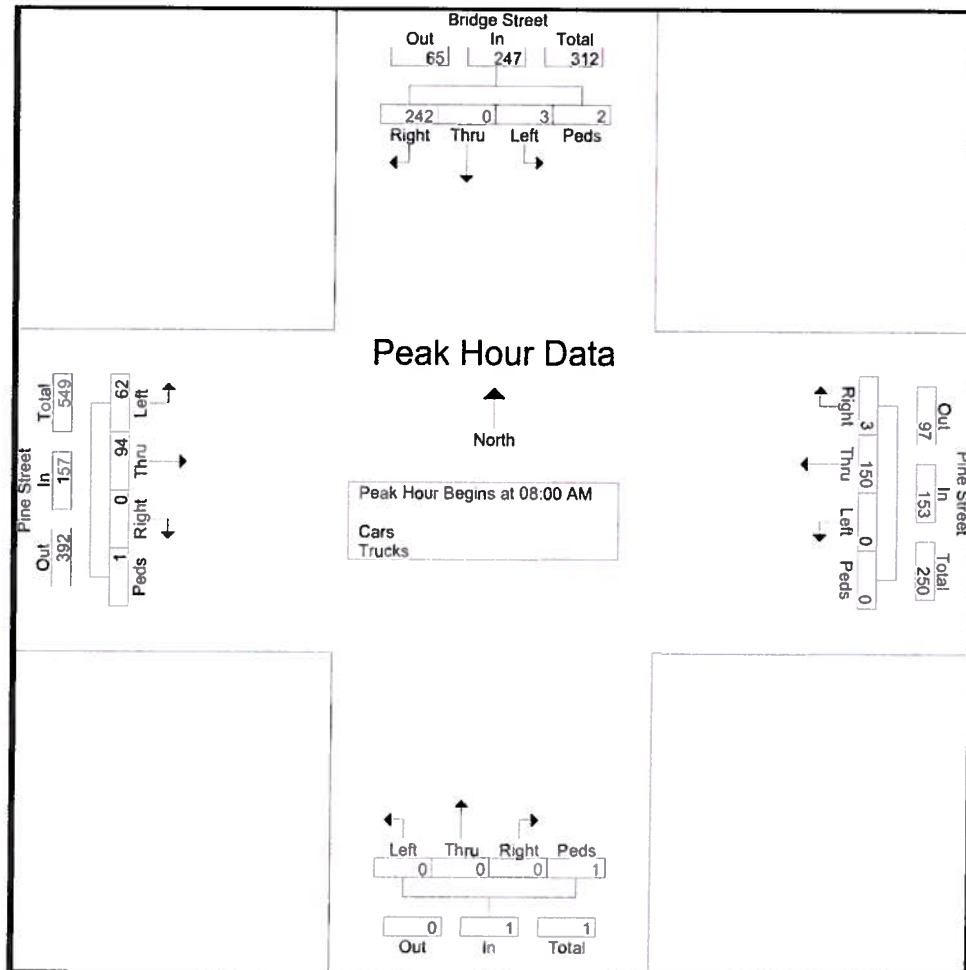 Bridge Street
Out In Total
65 247 312
242 0 3 2
Right Thru Left Peds
Peak Hour Data
North
Peak Hour Begins at 08:00 AM
Cars
Trucks
Pine Street
Total In Out
549 157 392
62 94 0 1
Left Thru Right Peds
Pine Street
Out In Total
97 153 250
3 150 0 0
Right Thru Left Peds
Left Thru Right Peds
0 0 0 1
0 1 1
Out In Total